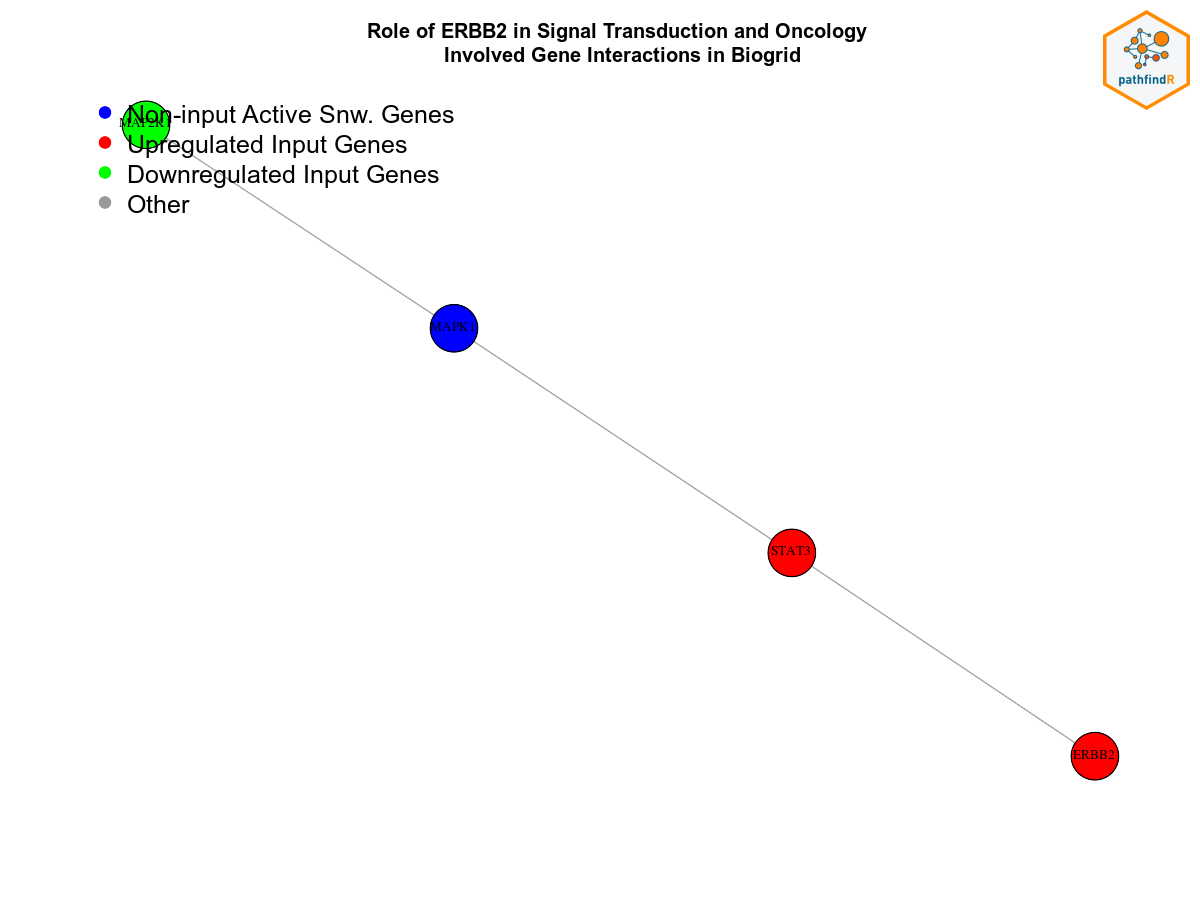 Role of ERBB2 in Signal Transduction and Oncology
Involved Gene Interactions in Biogrid
pathfindR
Non-input Active Snw. Genes
MAP2K1
Upregulated Input Genes
Downregulated Input Genes
Other
MAPK1
STAT3
ERBB2